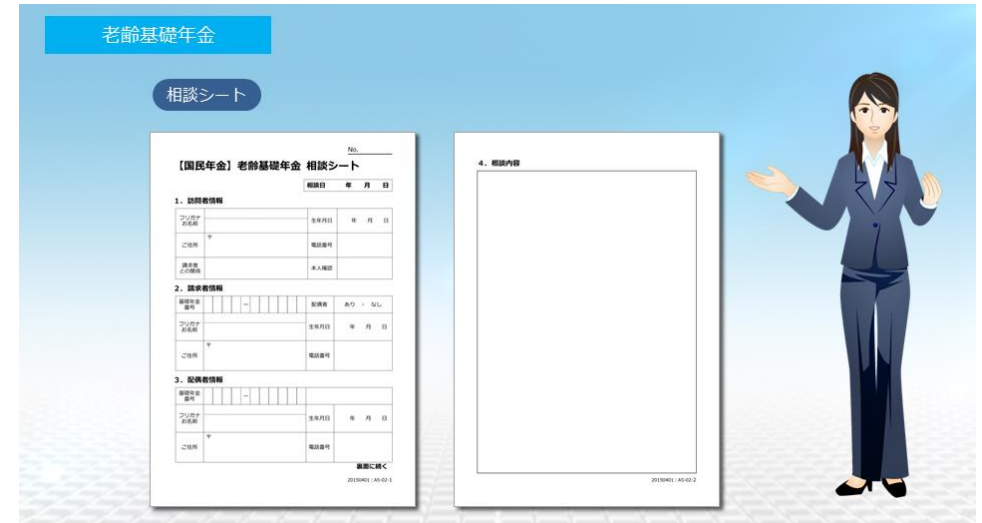 老齢基礎年金
相談シート
No.
【国民年金】老齢基礎年金 相談シート
相談日 年 月 日
1．訪問者情報
フリガナ
お名前
生年月日 年 月 日
ご住所 〒
電話番号
請求者
との関係
本人確認
2．請求者情報
基礎年金
番号
－
配偶者 あり ・ なし
フリガナ
お名前
生年月日 年 月 日
ご住所 〒
電話番号
3．配偶者情報
基礎年金
番号
－
フリガナ
お名前
生年月日 年 月 日
ご住所 〒
電話番号
裏面に続く
20150401：A5-02-1
4．相談内容
20150401：A5-02-2